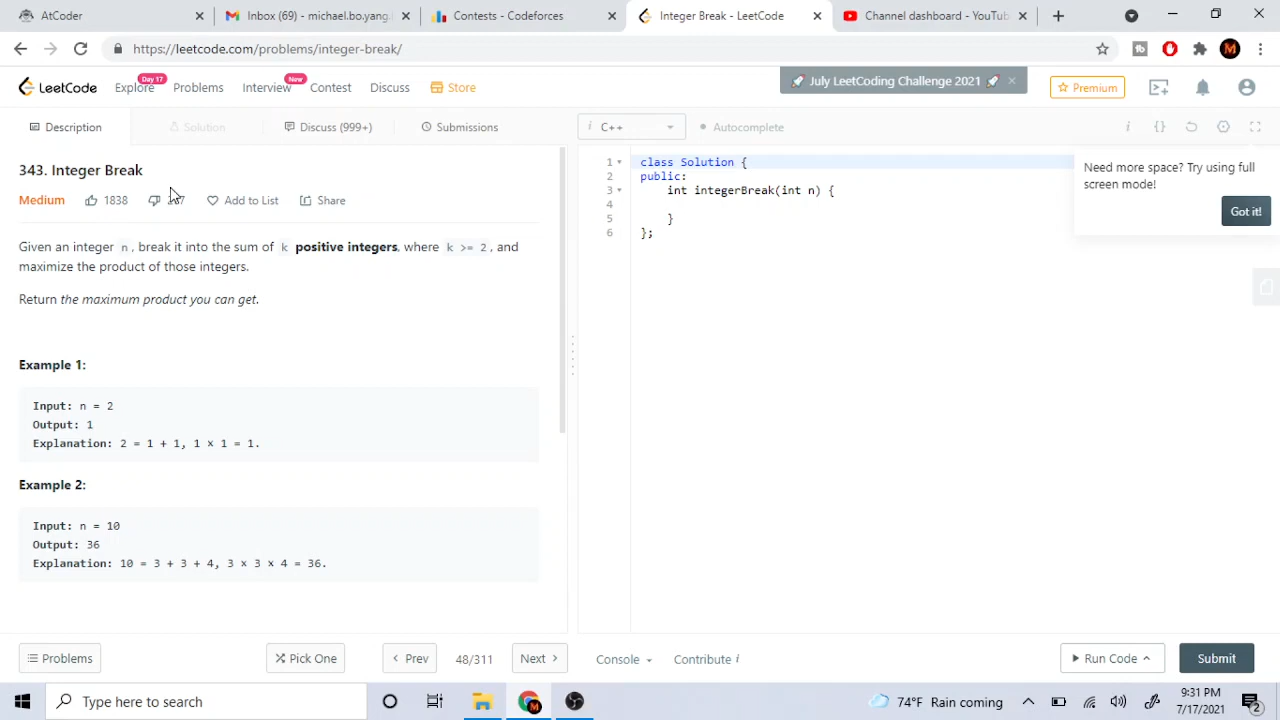 AtCoder
Inbox (69) - michael.bo.yang.
Contests - Codeforces
Integer Break - LeetCode
Channel dashboard - YouTub
https://leetcode.com/problems/integer-break/
M
LeetCode
Explore
Day 17
Problems
Interview
New
Contest
Discuss
Store
🚀 July LeetCoding Challenge 2021 🚀
Premium
Description
Solution
Discuss (999+)
Submissions
i C++
Autocomplete
i {}
343. Integer Break
Medium
1838
Add to List
Share
Given an integer n, break it into the sum of k positive integers, where k >= 2, and
maximize the product of those integers.
Return the maximum product you can get.
Example 1:
Input: n = 2
Output: 1
Explanation: 2 = 1 + 1, 1 × 1 = 1.
Example 2:
Input: n = 10
Output: 36
Explanation: 10 = 3 + 3 + 4, 3 × 3 × 4 = 36.
1 class Solution {
2 public:
3 int integerBreak(int n) {
4
5 }
6 };
Need more space? Try using full
screen mode!
Got it!
Problems
Pick One
Prev
48/311
Next
Console
Contribute i
Run Code
Submit
Type here to search
74°F Rain coming
9:31 PM
7/17/2021
2